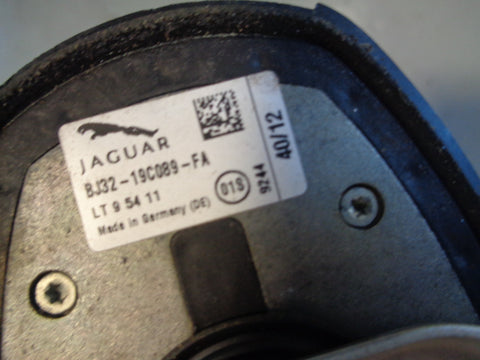 JAGUAR
BJ32-19C089-FA
LT 9 54 11
Made in Germany (DE)
01S
9244
40/12